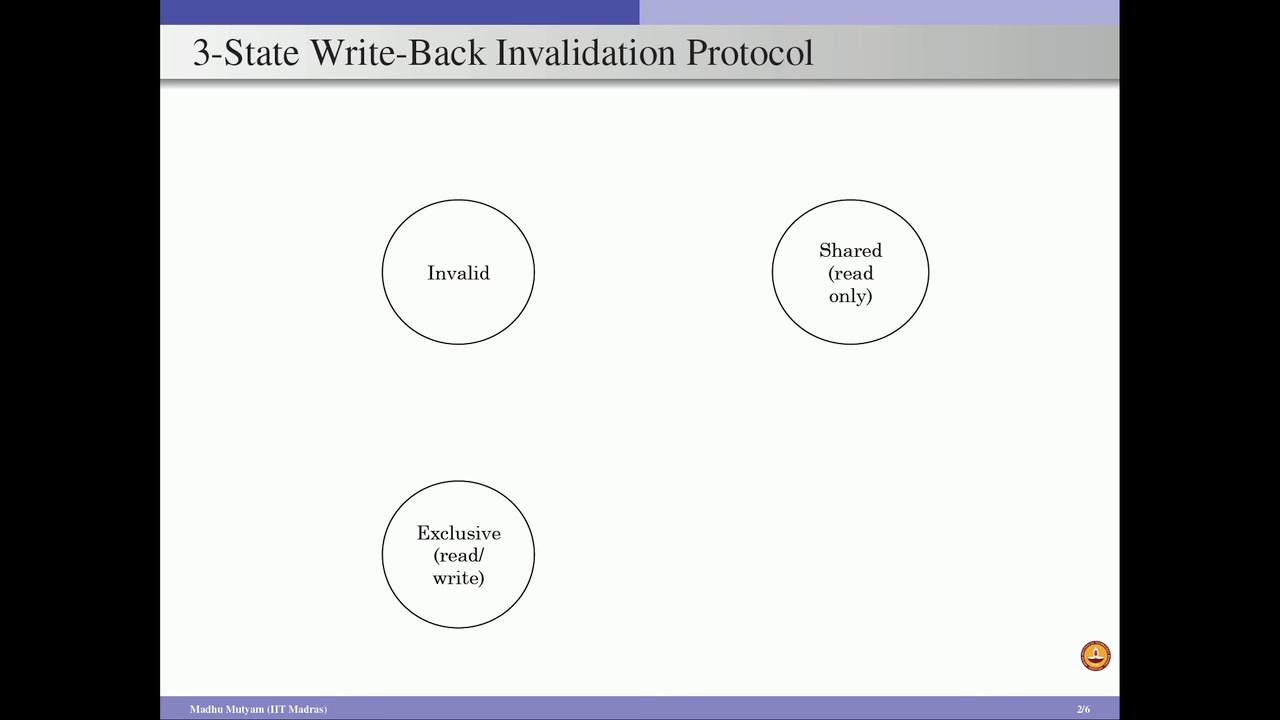 3-State Write-Back Invalidation Protocol
Invalid
Shared
(read
only)
Exclusive
(read/
write)
Madhu Mutyam (IIT Madras)
2/6